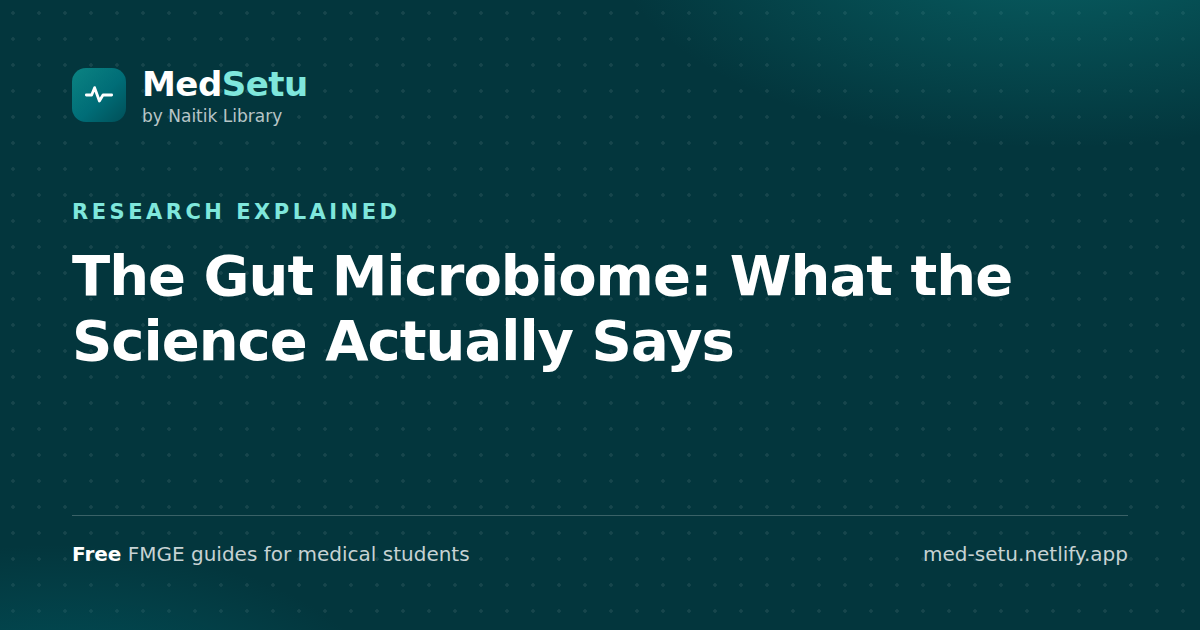 MedSetu
by Naitik Library
RESEARCH EXPLAINED
The Gut Microbiome: What the
Science Actually Says
Free FMGE guides for medical students
med-setu.netlify.app